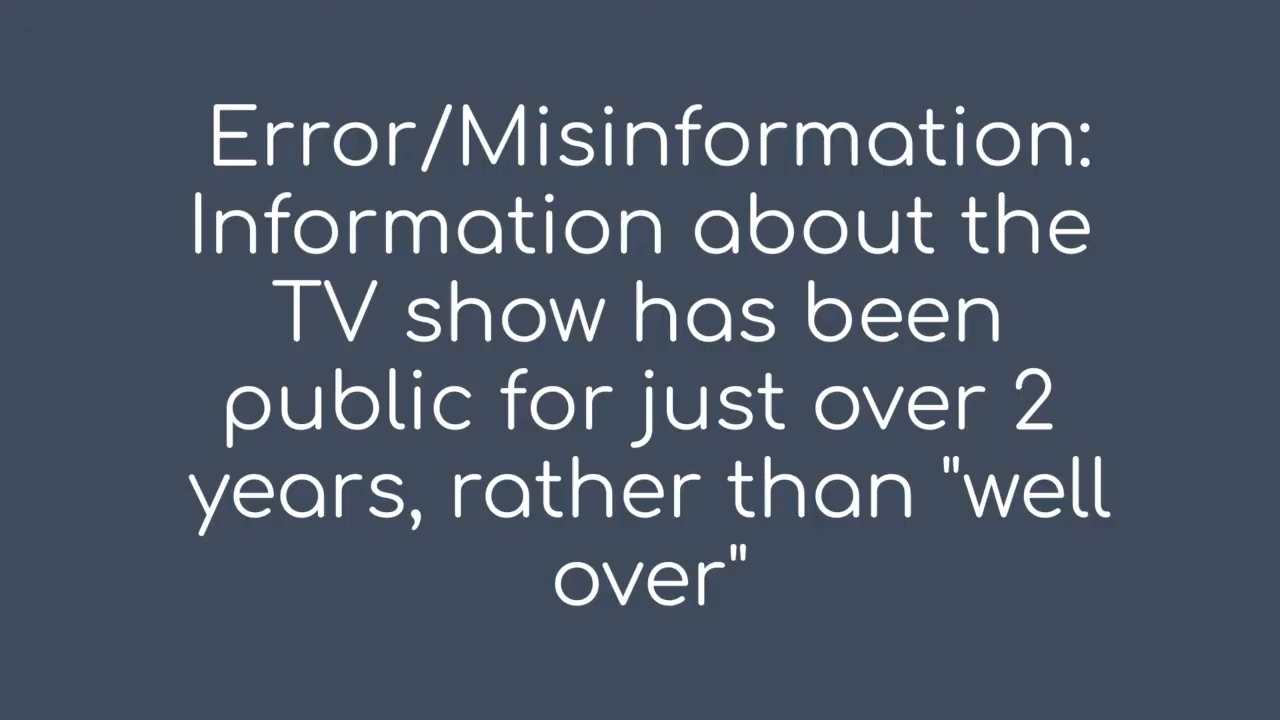 Error/Misinformation:
Information about the
TV show has been
public for just over 2
years, rather than "well
over"